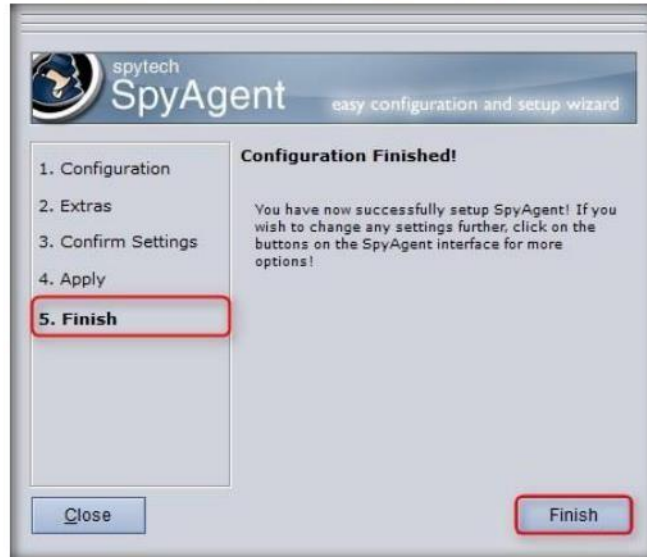 spytech
SpyAgent
easy configuration and setup wizard
1. Configuration
2. Extras
3. Confirm Settings
4. Apply
5. Finish
Configuration Finished!
You have now successfully setup SpyAgent! If you
wish to change any settings further, click on the
buttons on the SpyAgent interface for more
options!
Close
Finish